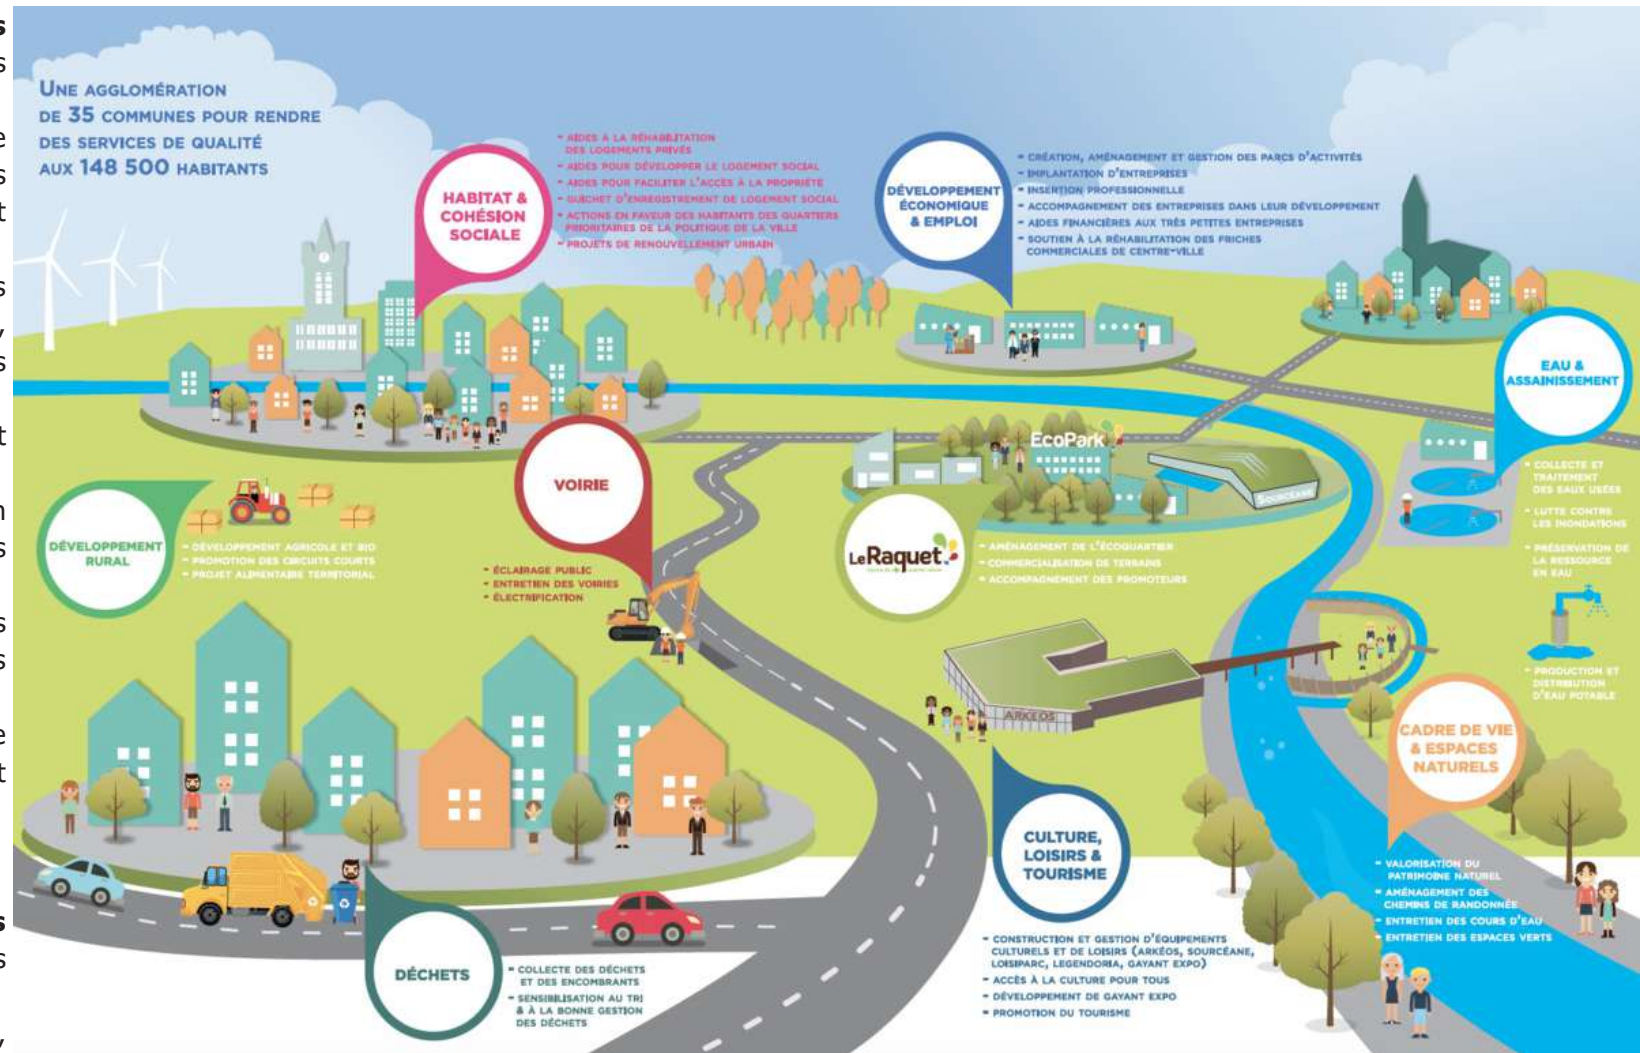 UNE AGGLOMÉRATION
DE 35 COMMUNES POUR RENDRE
DES SERVICES DE QUALITÉ
AUX 148 500 HABITANTS
HABITAT &
COHÉSION
SOCIALE
- AIDES À LA RÉHABILITATION
DES LOGEMENTS PRIVÉS
- AIDES POUR DÉVELOPPER LE LOGEMENT SOCIAL
- AIDES POUR FACILITER L'ACCÈS À LA PROPRIÉTÉ
- GUICHET D'ENREGISTREMENT DE LOGEMENT SOCIAL
- ACTIONS EN FAVEUR DES HABITANTS DES QUARTIERS
PRIORITAIRES DE LA POLITIQUE DE LA VILLE
- PROJETS DE RENOUVELLEMENT URBAIN
DÉVELOPPEMENT
ÉCONOMIQUE
& EMPLOI
- CRÉATION, AMÉNAGEMENT ET GESTION DES PARCS D'ACTIVITÉS
- IMPLANTATION D'ENTREPRISES
- INSERTION PROFESSIONNELLE
- ACCOMPAGNEMENT DES ENTREPRISES DANS LEUR DÉVELOPPEMENT
- AIDES FINANCIÈRES AUX TRÈS PETITES ENTREPRISES
- SOUTIEN À LA RÉHABILITATION DES FRICHES
COMMERCIALES DE CENTRE-VILLE
EAU &
ASSAINISSEMENT
- COLLECTE ET
TRAITEMENT
DES EAUX USÉES
- LUTTE CONTRE
LES INONDATIONS
- PRÉSERVATION DE
LA RESSOURCE
EN EAU
- PRODUCTION ET
DISTRIBUTION
D'EAU POTABLE
VOIRIE
- ÉCLAIRAGE PUBLIC
- ENTRETIEN DES VOIRIES
- ÉLECTRIFICATION
EcoPark
SOURCÉANE
LeRaquet
- AMÉNAGEMENT DE L'ÉCOQUARTIER
- COMMERCIALISATION DE TERRAINS
- ACCOMPAGNEMENT DES PROMOTEURS
DÉVELOPPEMENT
RURAL
- DÉVELOPPEMENT AGRICOLE ET BIO
- PROMOTION DES CIRCUITS COURTS
- PROJET ALIMENTAIRE TERRITORIAL
ARKEOS
CADRE DE VIE
& ESPACES
NATURELS
- VALORISATION DU
PATRIMOINE NATUREL
- AMÉNAGEMENT DES
CHEMINS DE RANDONNÉE
- ENTRETIEN DES COURS D'EAU
- ENTRETIEN DES ESPACES VERTS
CULTURE,
LOISIRS &
TOURISME
- CONSTRUCTION ET GESTION D'ÉQUIPEMENTS
CULTURELS ET DE LOISIRS (ARKÉOS, SOURCÉANE,
LOISIPARC, LEGENDORIA, GAYANT EXPO)
- ACCÈS À LA CULTURE POUR TOUS
- DÉVELOPPEMENT DE GAYANT EXPO
- PROMOTION DU TOURISME
DÉCHETS
- COLLECTE DES DÉCHETS
ET DES ENCOMBRANTS
- SENSIBILISATION AU TRI
& À LA BONNE GESTION
DES DÉCHETS